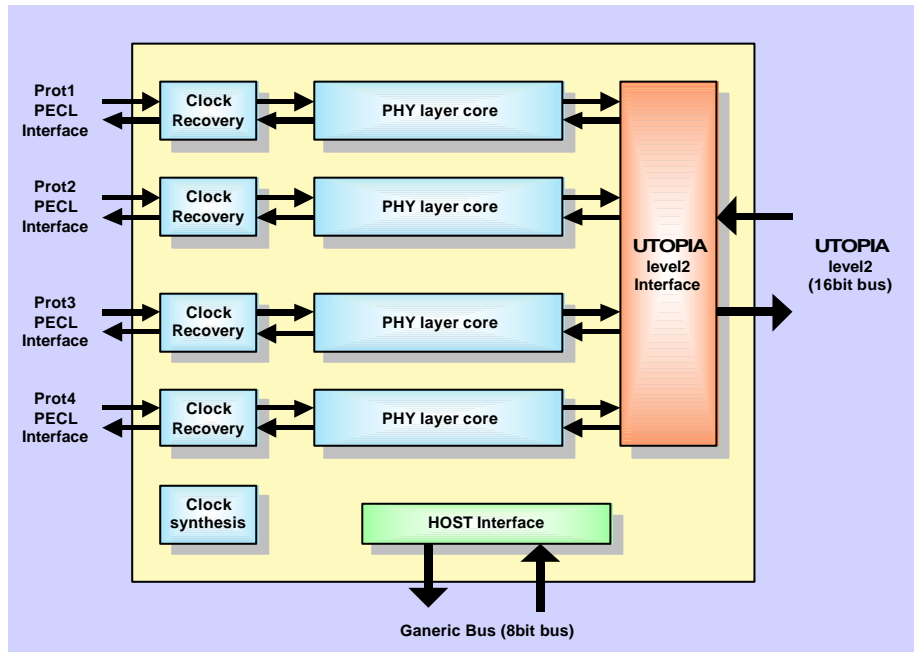 Prot1
PECL
Interface
Clock
Recovery
PHY layer core
Prot2
PECL
Interface
Clock
Recovery
PHY layer core
UTOPIA
level2
Interface
UTOPIA
level2
(16bit bus)
Prot3
PECL
Interface
Clock
Recovery
PHY layer core
Prot4
PECL
Interface
Clock
Recovery
PHY layer core
Clock
synthesis
HOST Interface
Ganeric Bus (8bit bus)